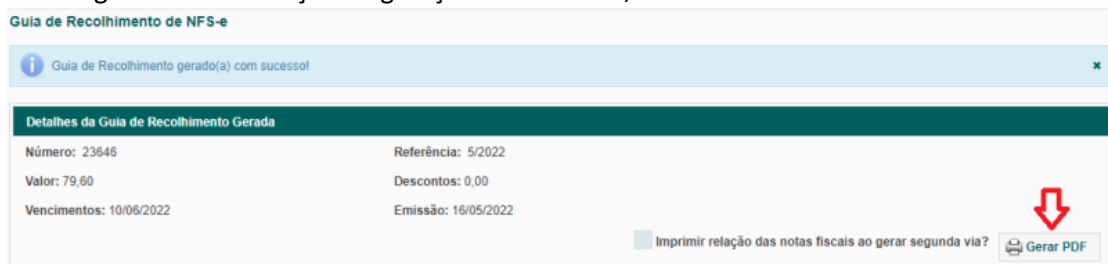 Guia de Recolhimento de NFS-e
Guia de Recolhimento gerado(a) com sucesso!
Detalhes da Guia de Recolhimento Gerada
Número: 23646 Referência: 5/2022
Valor: 79,60 Descontos: 0,00
Vencimentos: 10/06/2022 Emissão: 16/05/2022
Imprimir relação das notas fiscais ao gerar segunda via? Gerar PDF